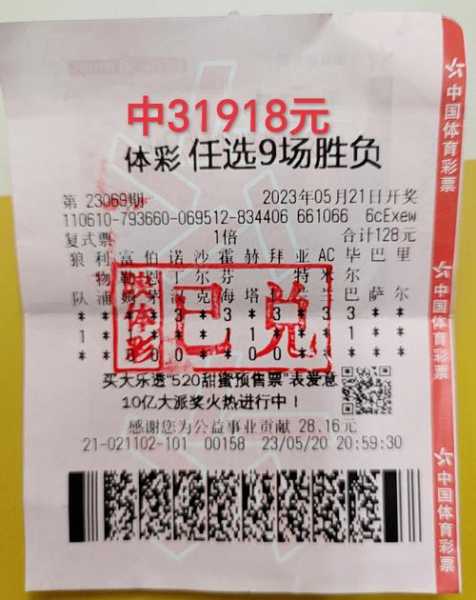 中31918元
体彩 任选9场胜负
第 23069期 2023年05月21日开奖
110610-793660-069512-834406 661066 6cExew
复式票 1倍 合计128元
狼 利 富 伯 诺 沙 霍 赫 拜 亚 AC 毕 巴 里
物 勒 恩 丁 尔 芬 特 米 尔
队 浦 克 海 塔 兰 巴 萨 尔
体彩
已兑
买大乐透"520甜蜜预售票"表爱意
10亿大派奖火热进行中！
感谢您为公益事业贡献 28.16元
21-021102-101 00158 23/05/20 20:59:30
中国体育彩票
中国体育彩票